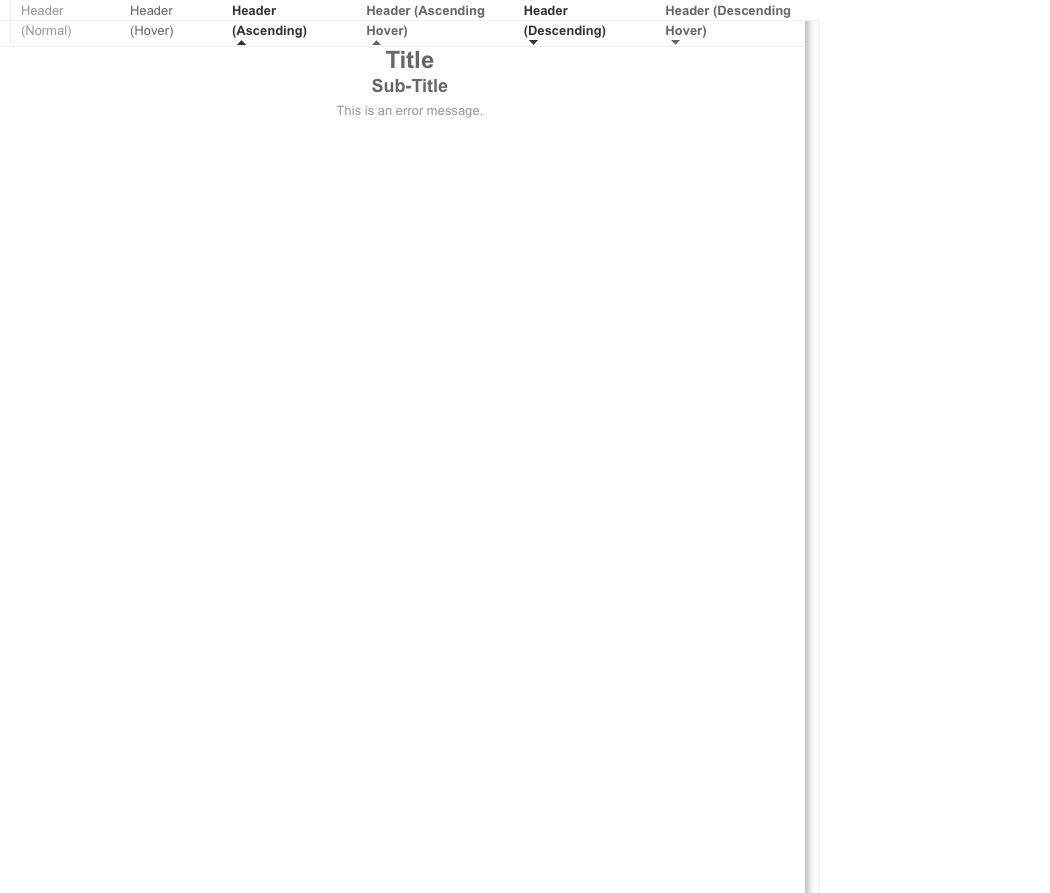 Header
(Normal)
Header
(Hover)
Header
(Ascending)
Header (Ascending
Hover)
Header
(Descending)
Header (Descending
Hover)
Title
Sub-Title
This is an error message.